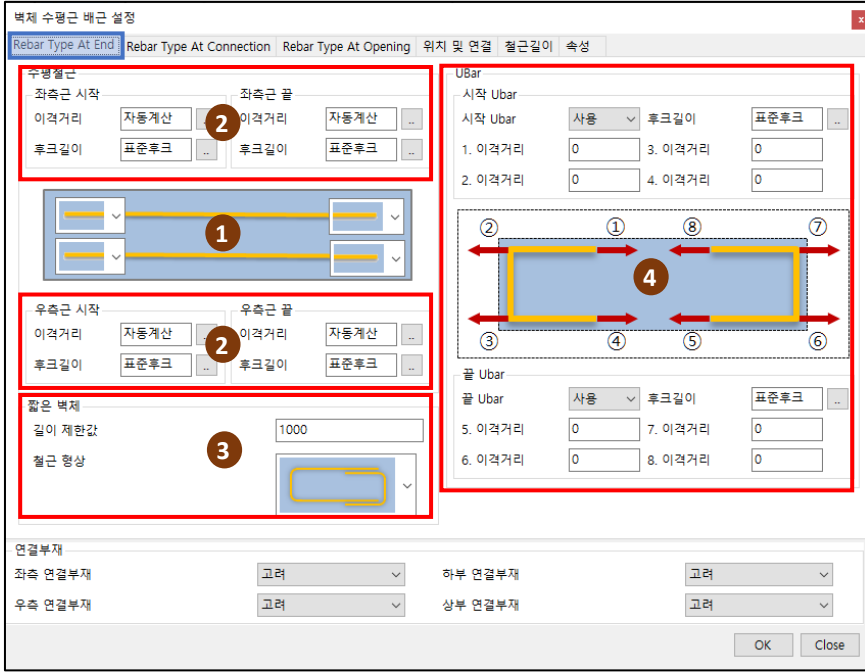 벽체 수평근 배근 설정
x
Rebar Type At End Rebar Type At Connection Rebar Type At Opening 위치 및 연결 철근길이 속성
수평철근
좌측근 시작 좌측근 끝
이격거리 자동계산 .. 이격거리 자동계산 ..
2
후크길이 표준후크 .. 후크길이 표준후크 ..
1
우측근 시작 우측근 끝
이격거리 자동계산 .. 이격거리 자동계산 ..
2
후크길이 표준후크 .. 후크길이 표준후크 ..
짧은 벽체
길이 제한값 1000
3
철근 형상
UBar
시작 Ubar
시작 Ubar 사용 후크길이 표준후크 ..
1. 이격거리 0 3. 이격거리 0
2. 이격거리 0 4. 이격거리 0
② ① ⑧ ⑦
4
③ ④ ⑤ ⑥
끝 Ubar
끝 Ubar 사용 후크길이 표준후크 ..
5. 이격거리 0 7. 이격거리 0
6. 이격거리 0 8. 이격거리 0
연결부재
좌측 연결부재 고려 하부 연결부재 고려
우측 연결부재 고려 상부 연결부재 고려
OK Close